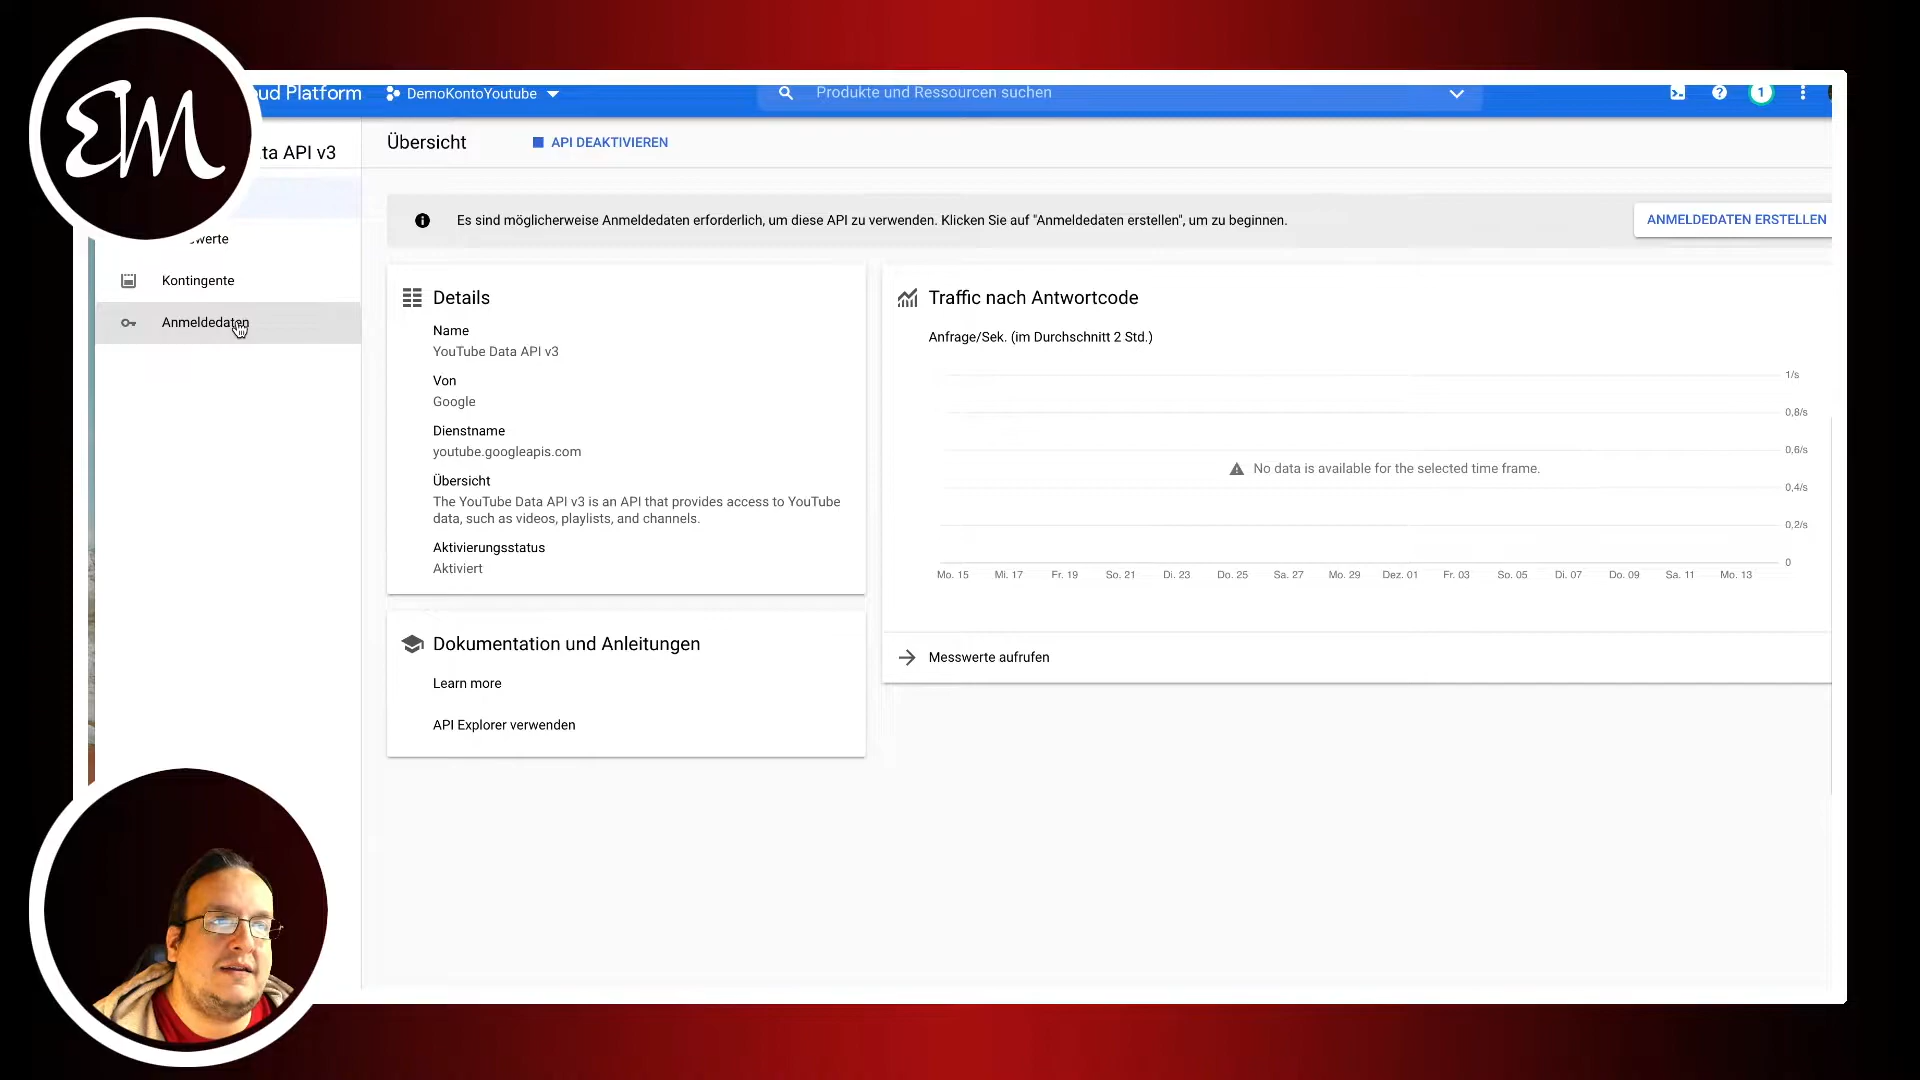 EM
ud Platform
DemoKontoYoutube
Produkte und Ressourcen suchen
?
1
ta API v3
Übersicht
API DEAKTIVIEREN
Es sind möglicherweise Anmeldedaten erforderlich, um diese API zu verwenden. Klicken Sie auf "Anmeldedaten erstellen", um zu beginnen.
ANMELDEDATEN ERSTELLEN
werte
Kontingente
Anmeldedaten
Details
Name
YouTube Data API v3
Von
Google
Dienstname
youtube.googleapis.com
Übersicht
The YouTube Data API v3 is an API that provides access to YouTube
data, such as videos, playlists, and channels.
Aktivierungsstatus
Aktiviert
Dokumentation und Anleitungen
Learn more
API Explorer verwenden
Traffic nach Antwortcode
Anfrage/Sek. (im Durchschnitt 2 Std.)
1/s
0,8/s
0,6/s
No data is available for the selected time frame.
0,4/s
0,2/s
0
Mo. 15 Mi. 17 Fr. 19 So. 21 Di. 23 Do. 25 Sa. 27 Mo. 29 Dez. 01 Fr. 03 So. 05 Di. 07 Do. 09 Sa. 11 Mo. 13
Messwerte aufrufen